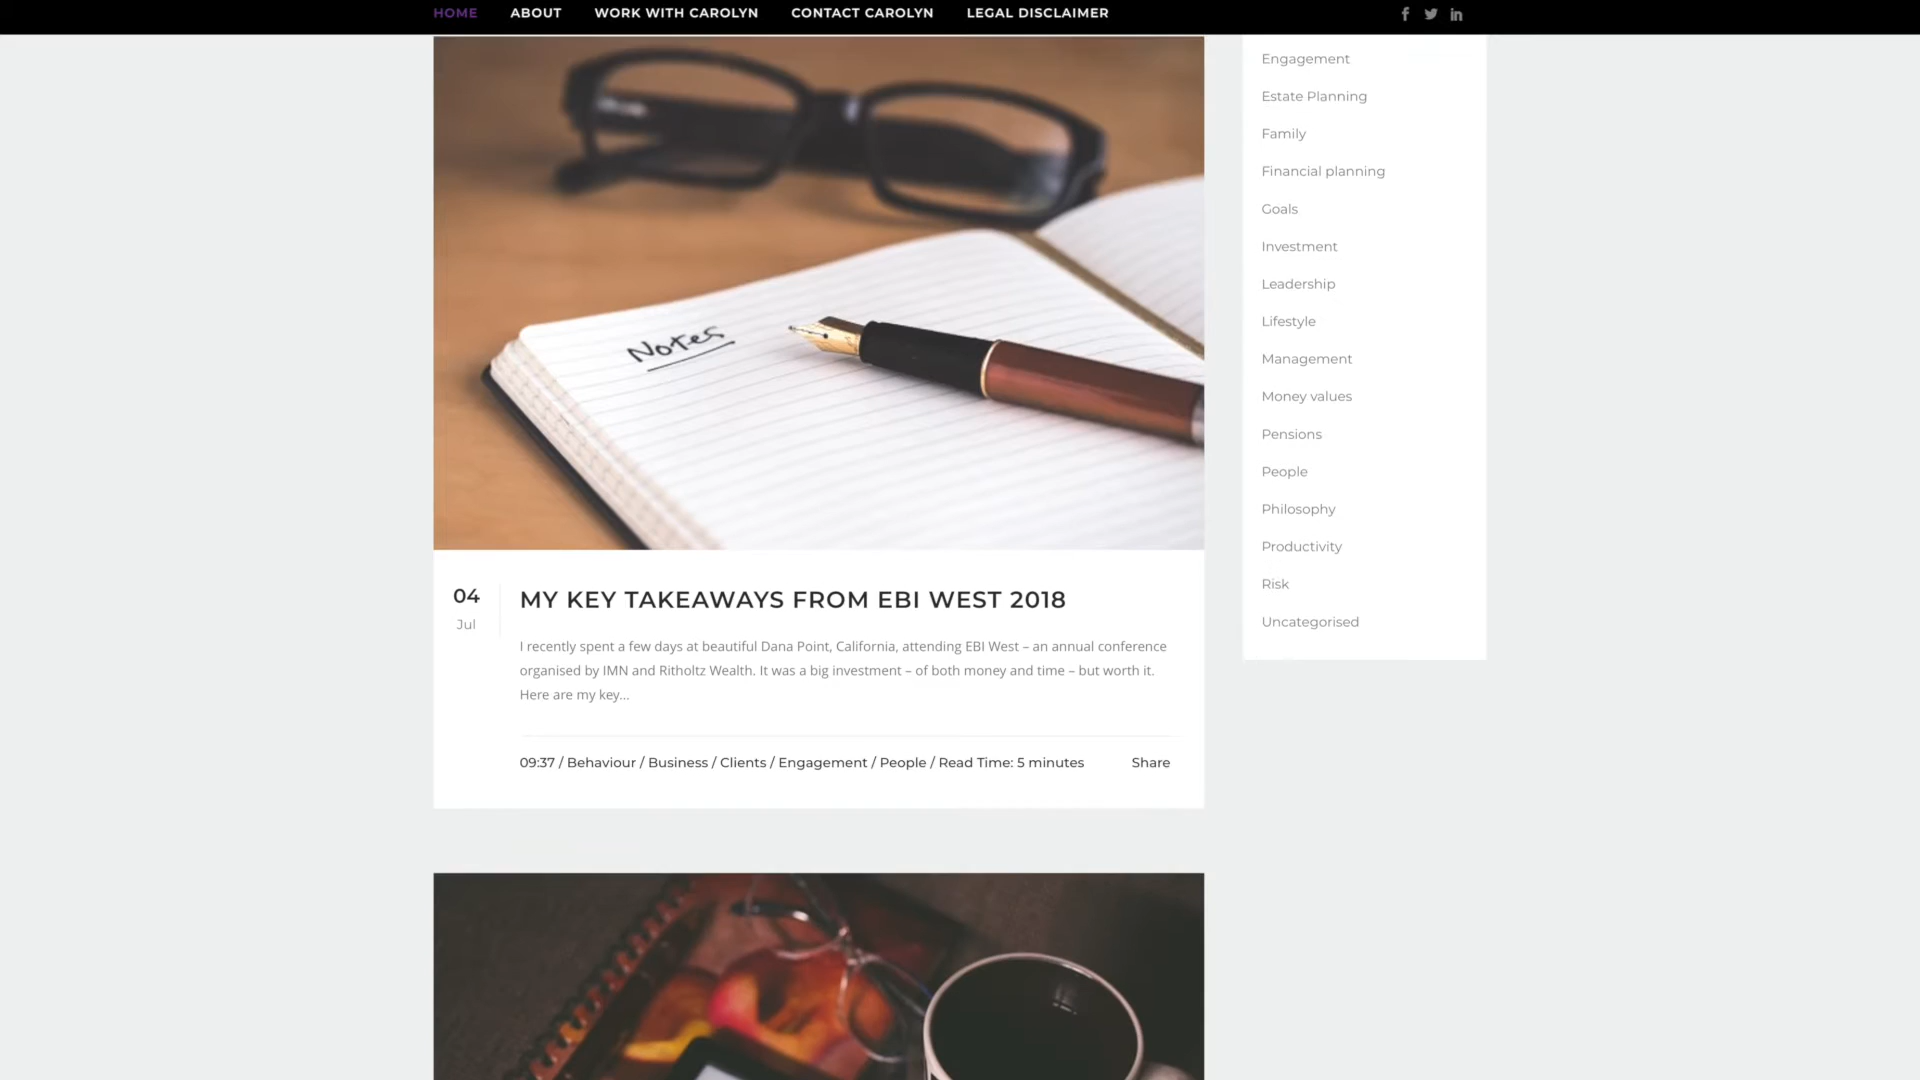 HOME ABOUT WORK WITH CAROLYN CONTACT CAROLYN LEGAL DISCLAIMER
Notes
04
Jul
MY KEY TAKEAWAYS FROM EBI WEST 2018
I recently spent a few days at beautiful Dana Point, California, attending EBI West – an annual conference
organised by IMN and Ritholtz Wealth. It was a big investment – of both money and time – but worth it.
Here are my key...
09:37 / Behaviour / Business / Clients / Engagement / People / Read Time: 5 minutes
Share
Engagement
Estate Planning
Family
Financial planning
Goals
Investment
Leadership
Lifestyle
Management
Money values
Pensions
People
Philosophy
Productivity
Risk
Uncategorised